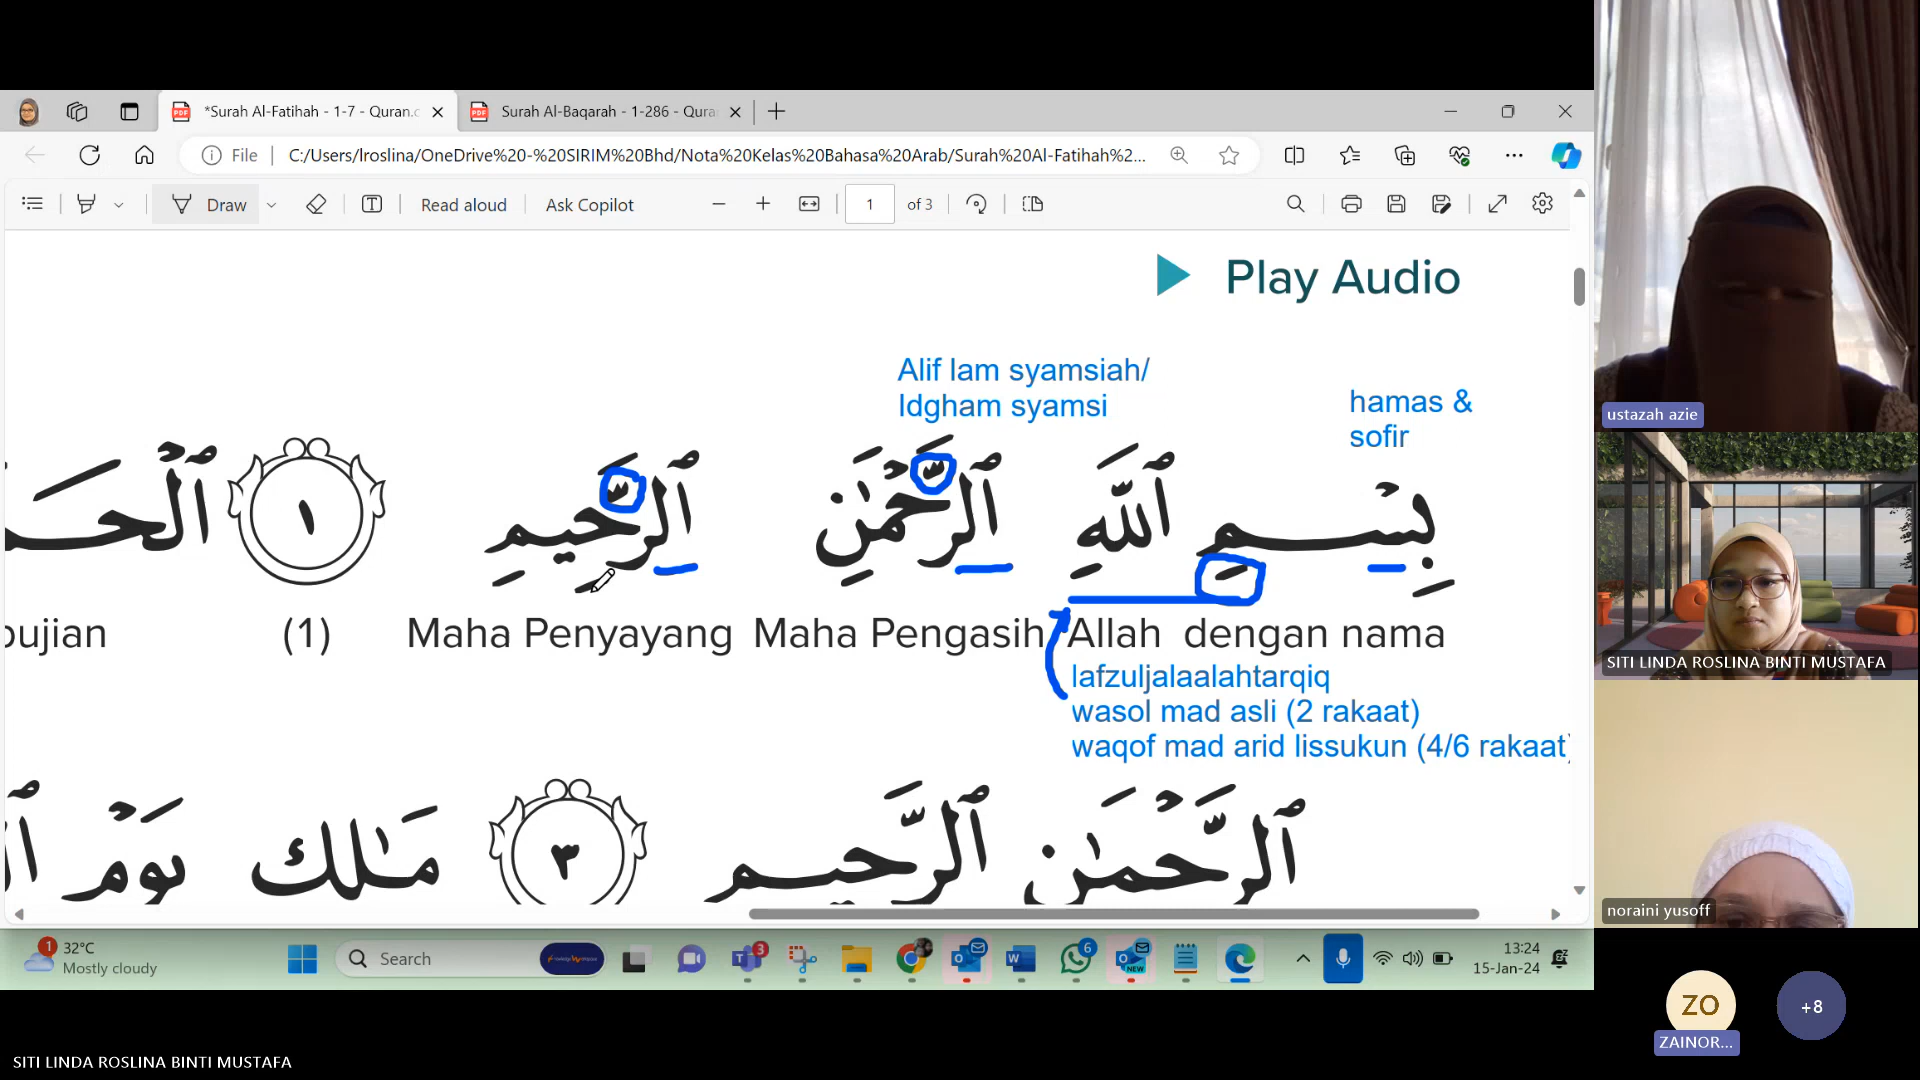 *Surah Al-Fatihah - 1-7 - Quran.c
Surah Al-Baqarah - 1-286 - Qura
File
C:/Users/lroslina/OneDrive%20-%20SIRIM%20Bhd/Nota%20Kelas%20Bahasa%20Arab/Surah%20Al-Fatihah%2...
Draw
Read aloud
Ask Copilot
1
of 3
Play Audio
Alif lam syamsiah/
Idgham syamsi
hamas &
sofir
بِسْمِ ٱللَّهِ ٱلرَّحْمَٰنِ ٱلرَّحِيمِ ١ ٱلْحَ
dengan nama
Allah
Maha Pengasih
Maha Penyayang
(1)
pujian
lafzuljalaalahtarqiq
wasol mad asli (2 rakaat)
waqof mad arid lissukun (4/6 rakaat)
ٱلرَّحْمَٰنِ ٱلرَّحِيمِ ٣ مَٰلِكِ يَوْمِ
ustazah azie
SITI LINDA ROSLINA BINTI MUSTAFA
noraini yusoff
ZO
ZAINOR...
+8
1
32°C
Mostly cloudy
Search
3
6
NEW
13:24
15-Jan-24
SITI LINDA ROSLINA BINTI MUSTAFA